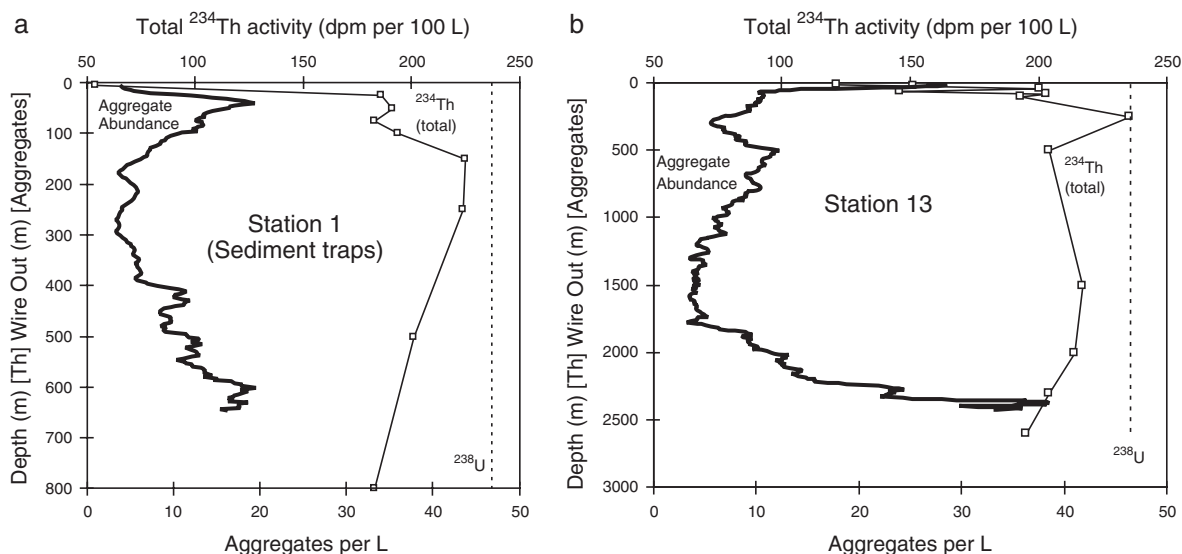 a
Total ²³⁴Th activity (dpm per 100 L)
50 100 150 200 250
Depth (m) [Th] Wire Out (m) [Aggregates]
0
100
200
300
400
500
600
700
800
Aggregate
Abundance
²³⁴Th
(total)
Station 1
(Sediment traps)
²³⁸U
0 10 20 30 40 50
Aggregates per L
b
Total ²³⁴Th activity (dpm per 100 L)
50 100 150 200 250
Depth (m) [Th] Wire Out (m) [Aggregates]
0
500
1000
1500
2000
2500
3000
Aggregate
Abundance
²³⁴Th
(total)
Station 13
²³⁸U
0 10 20 30 40 50
Aggregates per L